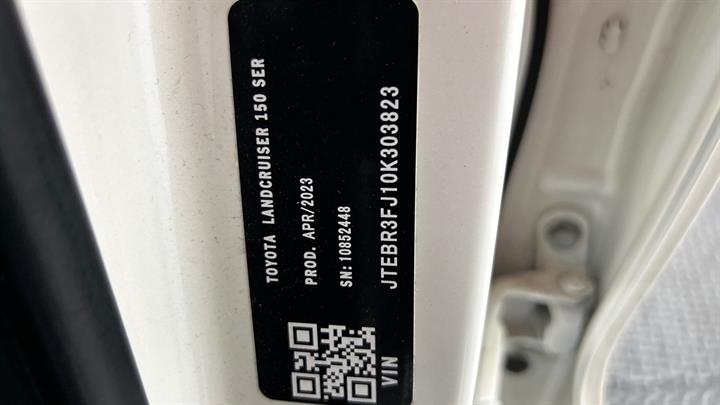 TOYOTA LANDCRUISER 150 SER
PROD. APR/2023
SN: 10852448
VIN JTEBR3FJ10K303823